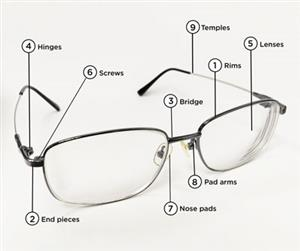 9 Temples
4 Hinges
5 Lenses
6 Screws
1 Rims
3 Bridge
8 Pad arms
2 End pieces
7 Nose pads